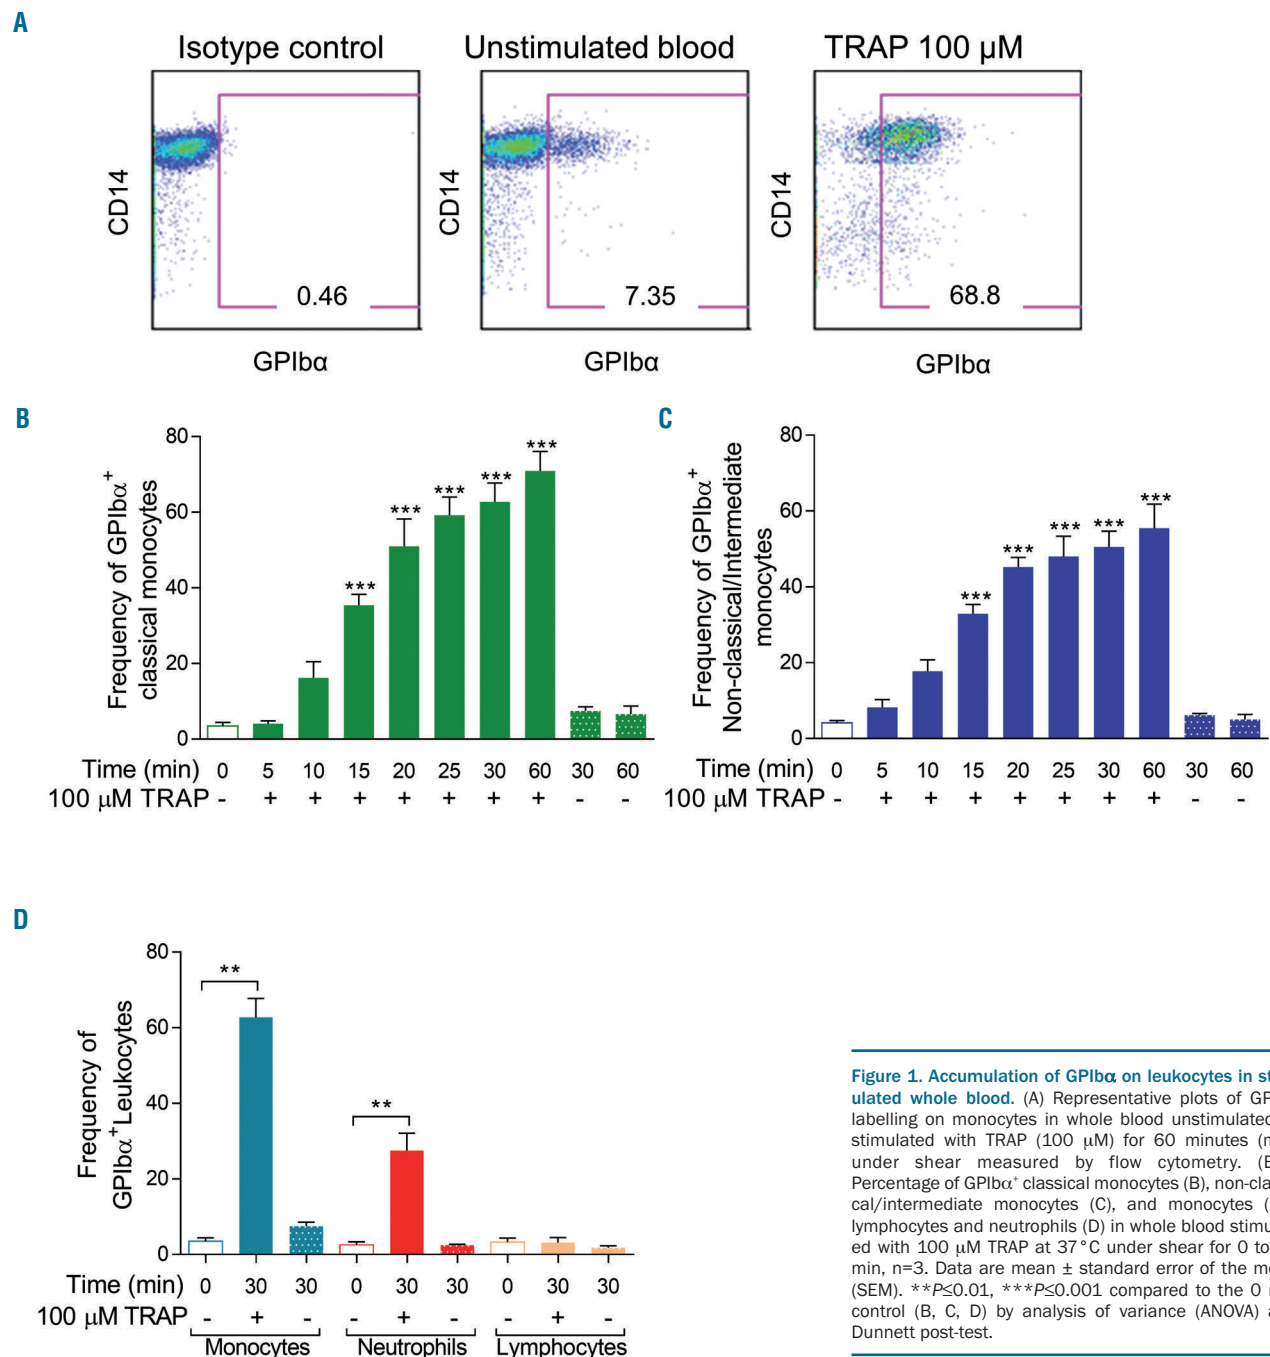 A
Isotype control
Unstimulated blood
TRAP 100 µM
CD14
0.46
GPIbα
CD14
7.35
GPIbα
CD14
68.8
GPIbα
B
Frequency of GPIbα+
classical monocytes
80
60
40
20
0
*** *** *** *** ***
Time (min) 0 5 10 15 20 25 30 60 30 60
100 µM TRAP - + + + + + + + - -
C
Frequency of GPIbα+
Non-classical/Intermediate
monocytes
80
60
40
20
0
*** *** *** *** ***
Time (min) 0 5 10 15 20 25 30 60 30 60
100 µM TRAP - + + + + + + + - -
D
Frequency of
GPIbα+Leukocytes
80
60
40
20
0
** **
Time (min) 0 30 30 0 30 30 0 30 30
100 µM TRAP - + - - + - - + -
Monocytes Neutrophils Lymphocytes
Figure 1. Accumulation of GPIbα on leukocytes in st
ulated whole blood. (A) Representative plots of GP
labelling on monocytes in whole blood unstimulated
stimulated with TRAP (100 µM) for 60 minutes (m
under shear measured by flow cytometry. (B
Percentage of GPIbα+ classical monocytes (B), non-cla
cal/intermediate monocytes (C), and monocytes (
lymphocytes and neutrophils (D) in whole blood stimu
ed with 100 µM TRAP at 37°C under shear for 0 to
min, n=3. Data are mean ± standard error of the m
(SEM). **P≤0.01, ***P≤0.001 compared to the 0
control (B, C, D) by analysis of variance (ANOVA) a
Dunnett post-test.